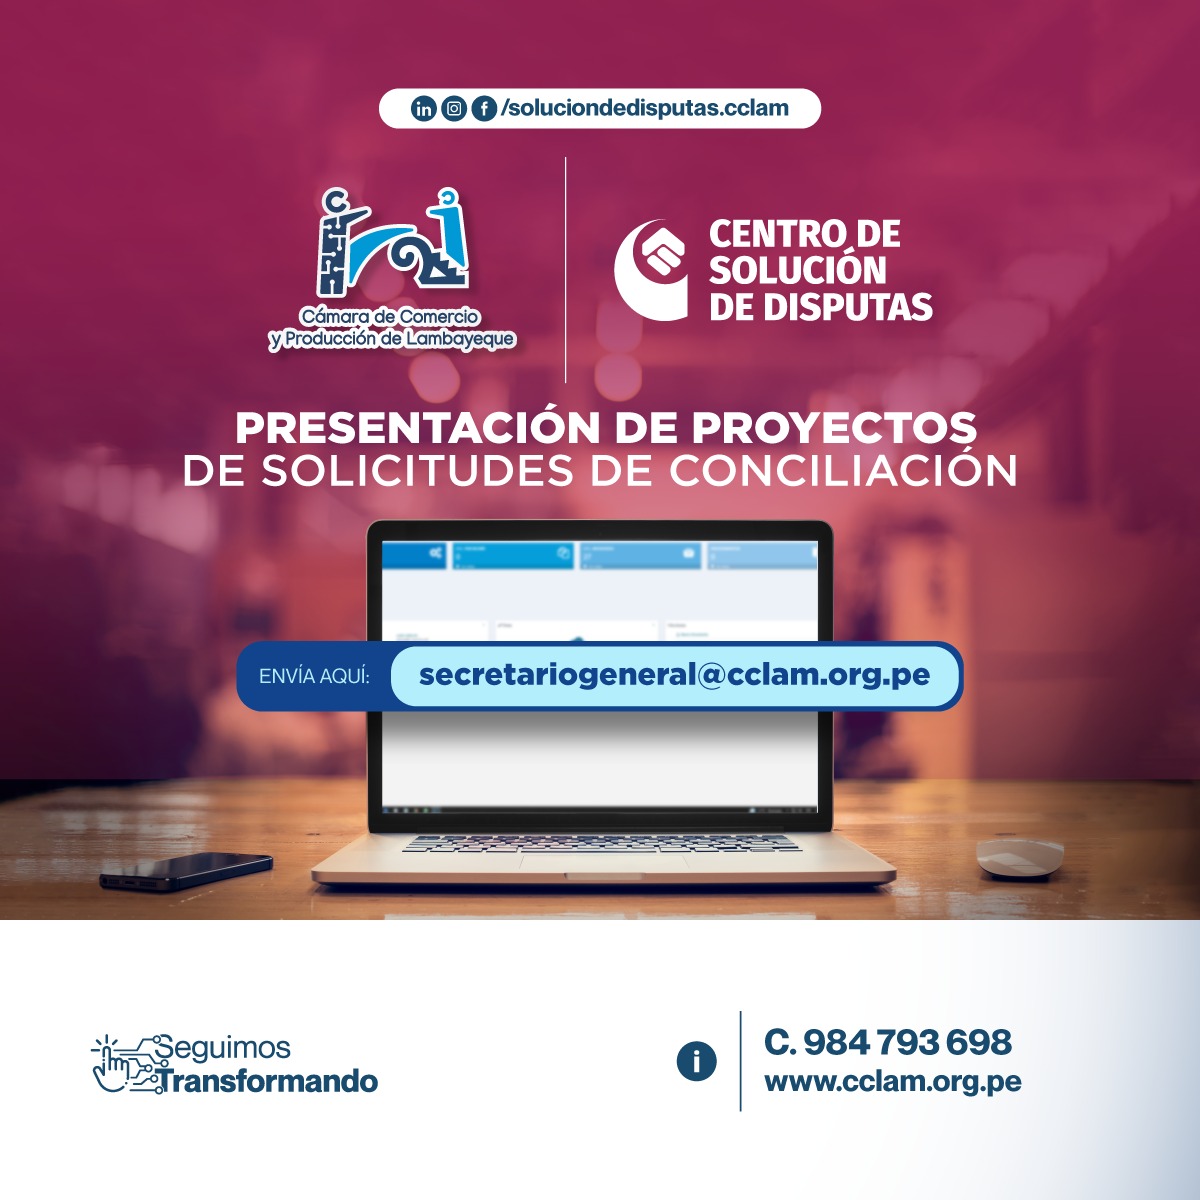 /soluciondedisputas.cclam
Cámara de Comercio
y Producción de Lambayeque
CENTRO DE
SOLUCIÓN
DE DISPUTAS
PRESENTACIÓN DE PROYECTOS
DE SOLICITUDES DE CONCILIACIÓN
ENVÍA AQUÍ: secretariogeneral@cclam.org.pe
Seguimos
Transformando
C. 984 793 698
www.cclam.org.pe